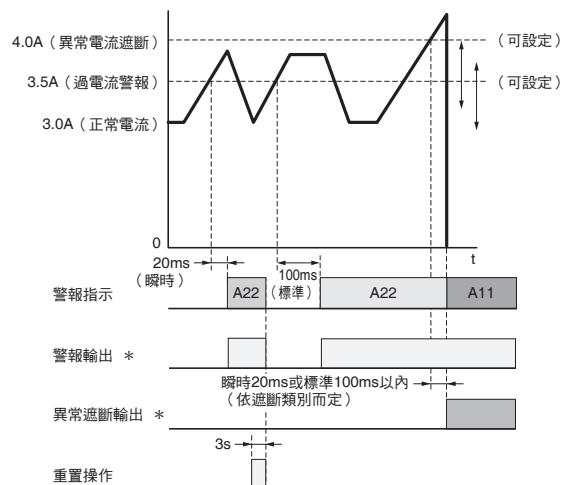 4.0A（異常電流遮斷）
（可設定）
3.5A（過電流警報）
（可設定）
3.0A（正常電流）
0
t
20ms
（瞬時）
100ms
（標準）
警報指示
A22
A22
A11
警報輸出 ＊
瞬時20ms或標準100ms以內
（依遮斷類別而定）
異常遮斷輸出 ＊
3s
重置操作